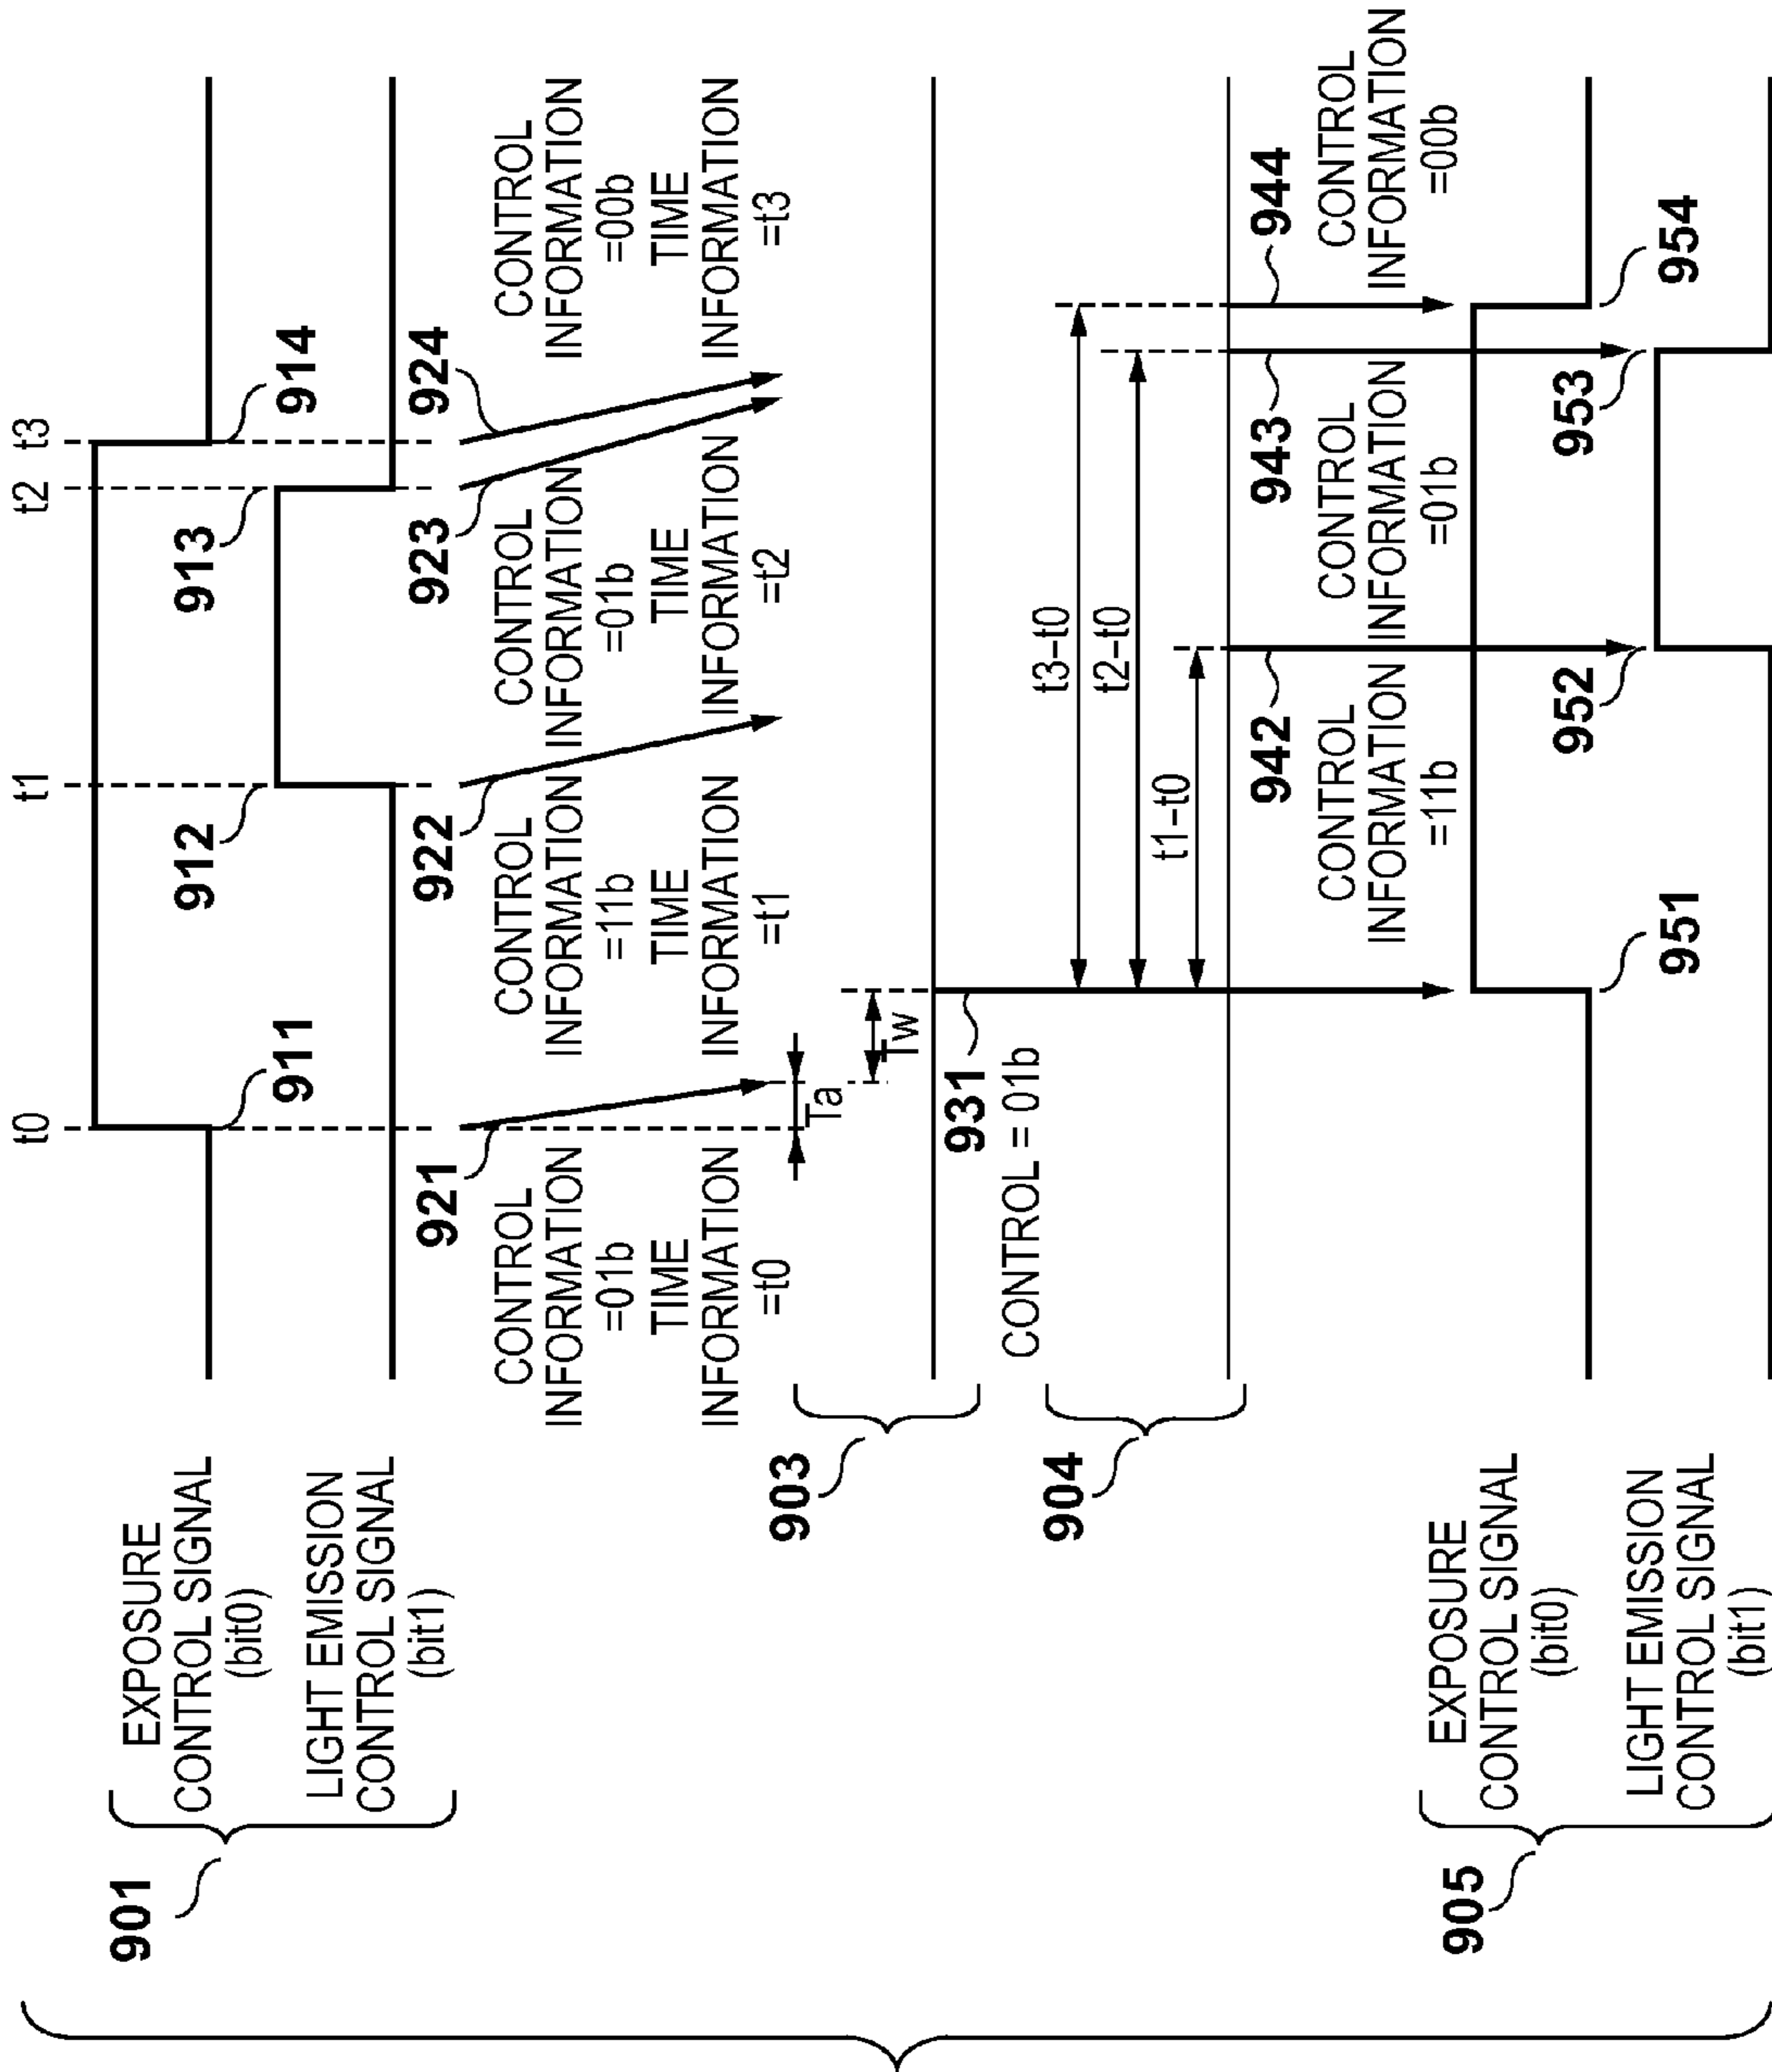 t0
t1
t2
t3
901
EXPOSURE
CONTROL SIGNAL
(bit0)
911
914
LIGHT EMISSION
CONTROL SIGNAL
(bit1)
912
913
921
922
923
924
CONTROL
INFORMATION
=01b
TIME
INFORMATION
=t0
CONTROL
INFORMATION
=11b
TIME
INFORMATION
=t1
CONTROL
INFORMATION
=01b
TIME
INFORMATION
=t2
CONTROL
INFORMATION
=00b
TIME
INFORMATION
=t3
903
Ta
Tw
931
CONTROL = 01b
904
t3-t0
t2-t0
t1-t0
942
943
944
CONTROL
INFORMATION
=11b
CONTROL
INFORMATION
=01b
CONTROL
INFORMATION
=00b
905
EXPOSURE
CONTROL SIGNAL
(bit0)
951
952
953
954
LIGHT EMISSION
CONTROL SIGNAL
(bit1)